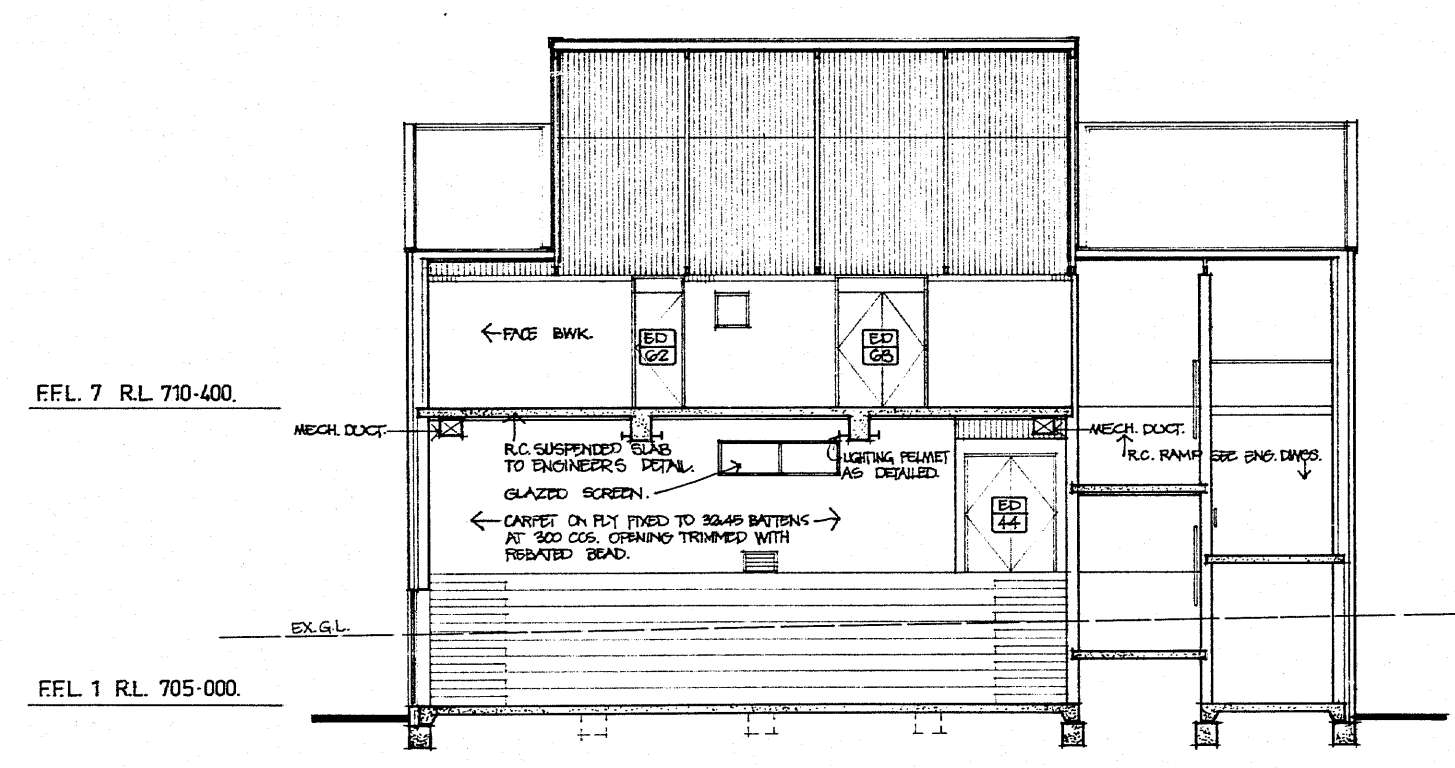 ← FACE BWK.
ED
62
ED
63
F.F.L. 7 R.L. 710·400.
MECH. DUCT.
R.C. SUSPENDED SLAB
TO ENGINEERS DETAIL.
GLAZED SCREEN.
LIGHTING PELMET
AS DETAILED.
MECH. DUCT.
R.C. RAMP SEE ENG. DWGS.
ED
44
← CARPET ON PLY FIXED TO 32x45 BATTENS →
AT 300 CCS. OPENING TRIMMED WITH
REBATED BEAD.
EX. G.L.
F.F.L. 1 R.L. 705·000.